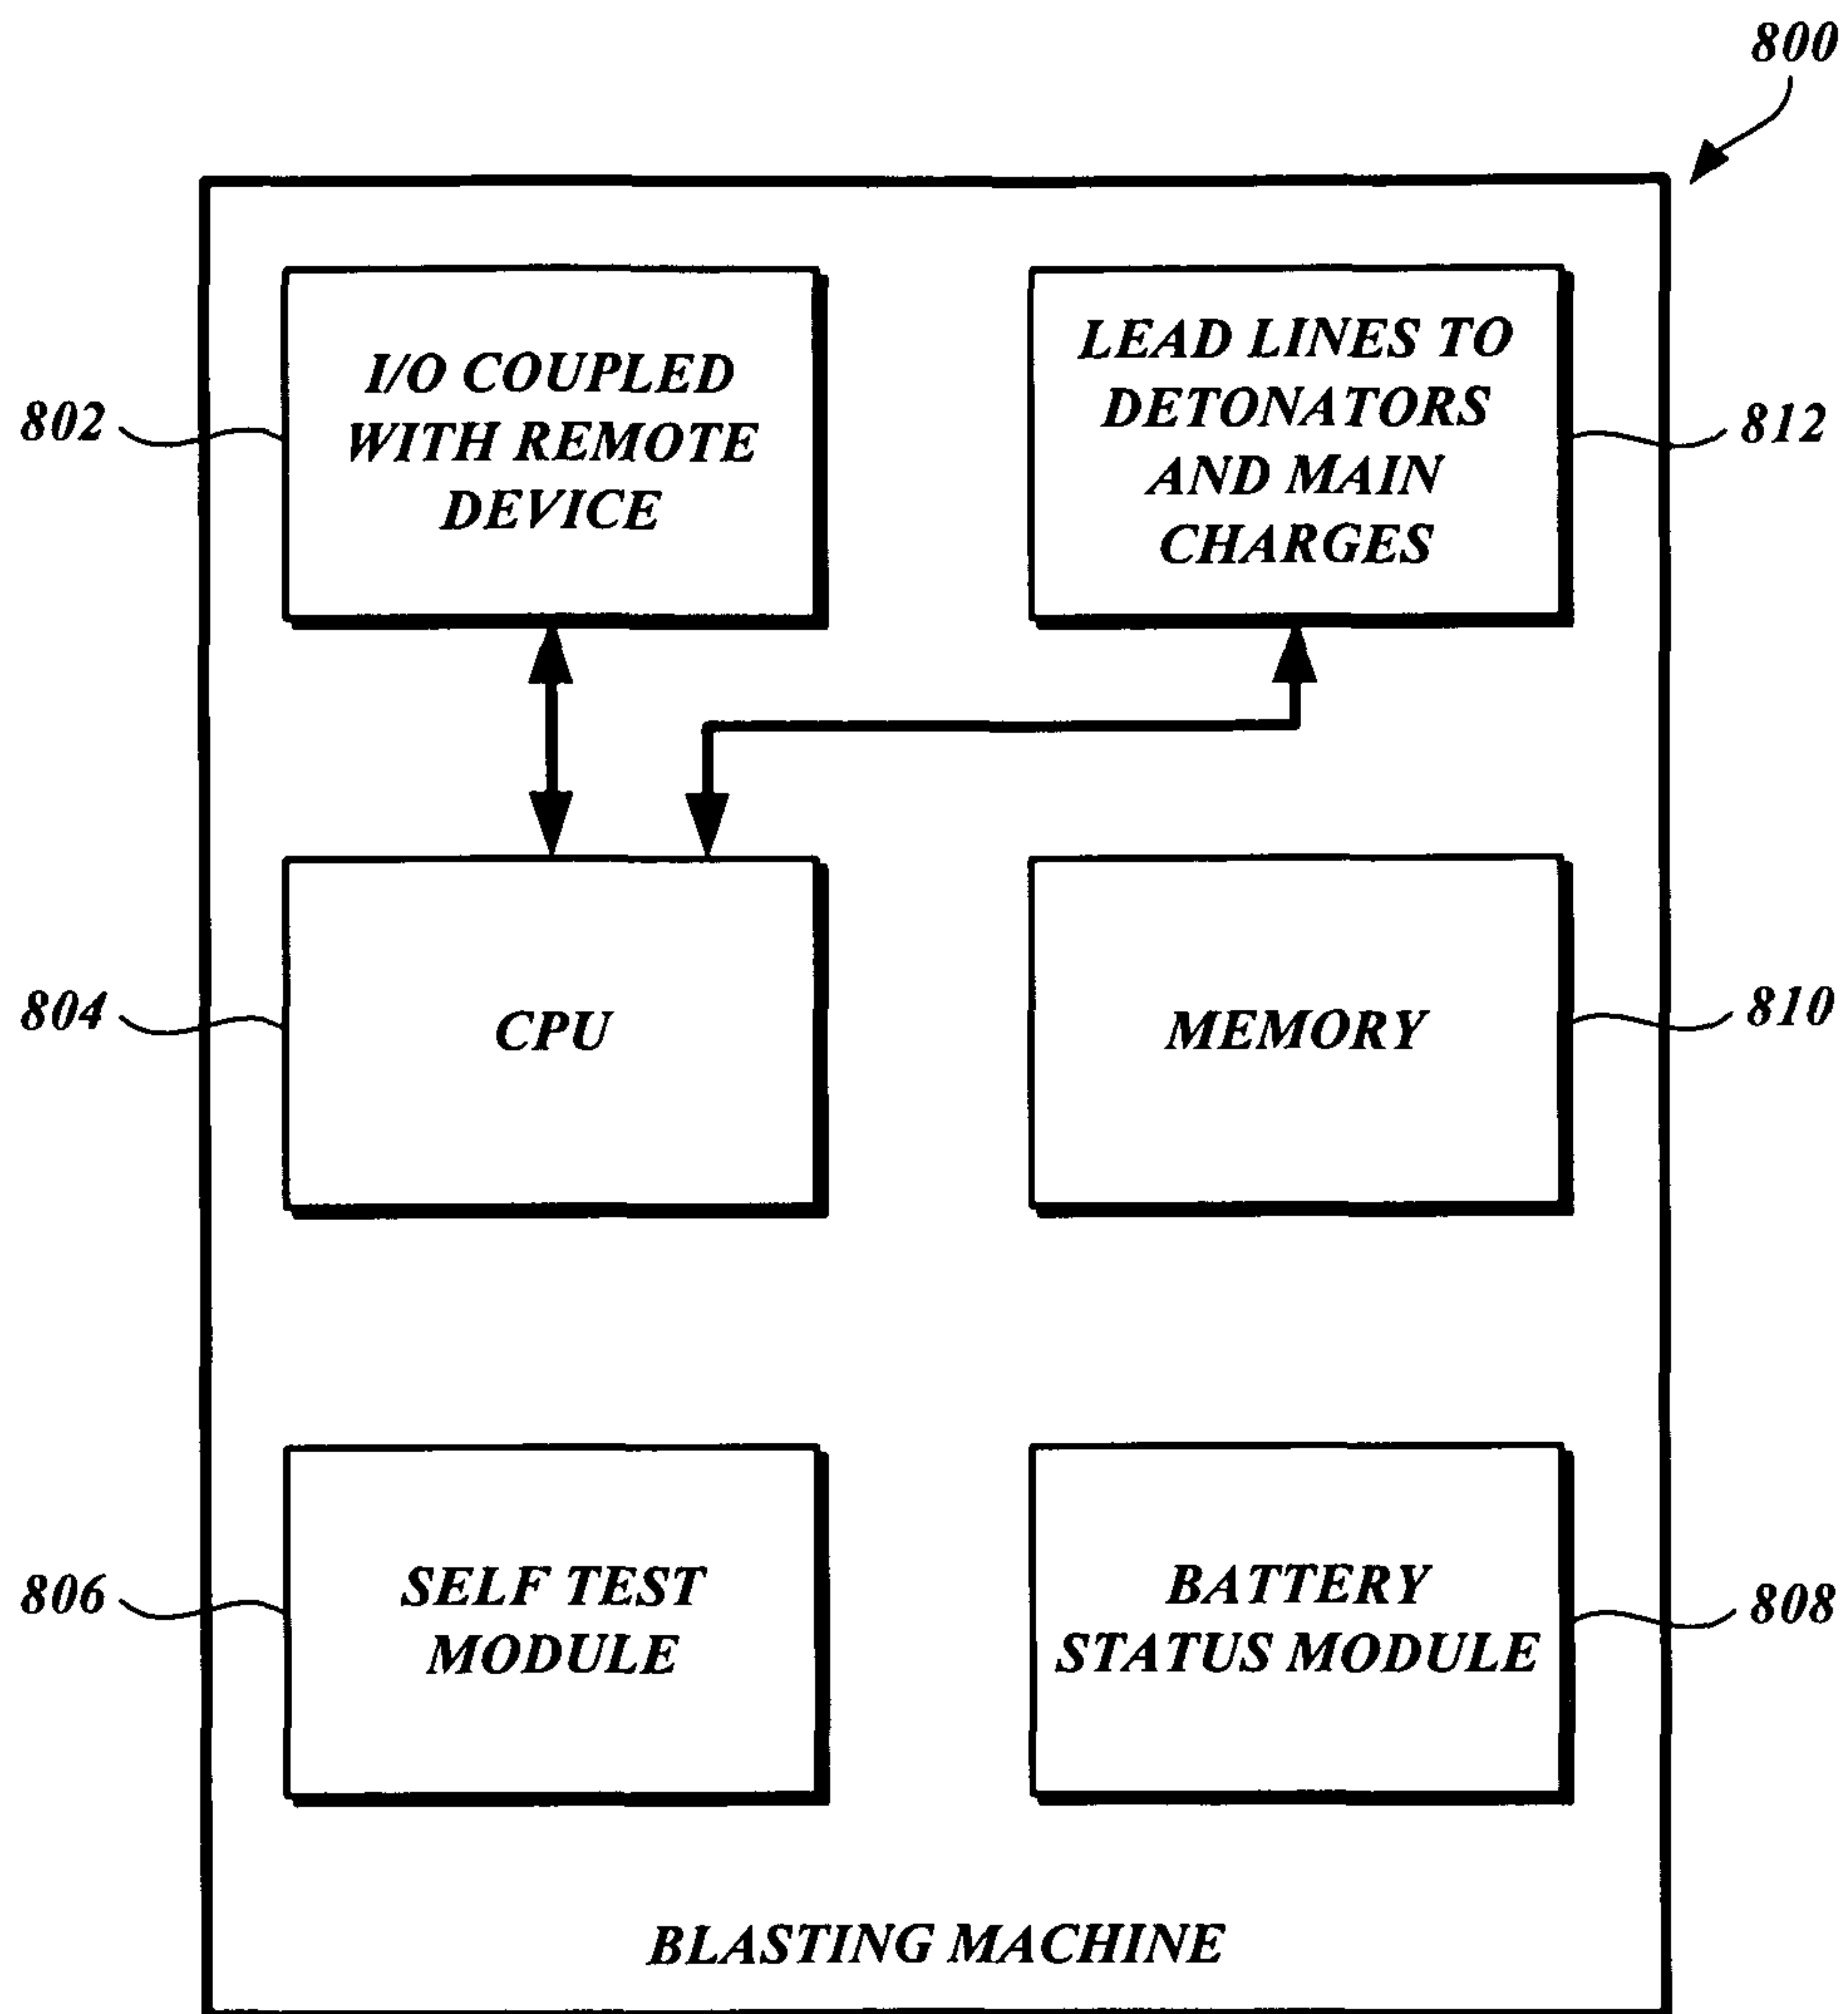 800
I/O COUPLED
WITH REMOTE
DEVICE
802
LEAD LINES TO
DETONATORS
AND MAIN
CHARGES
812
804
CPU
MEMORY
810
806
SELF TEST
MODULE
BATTERY
STATUS MODULE
808
BLASTING MACHINE